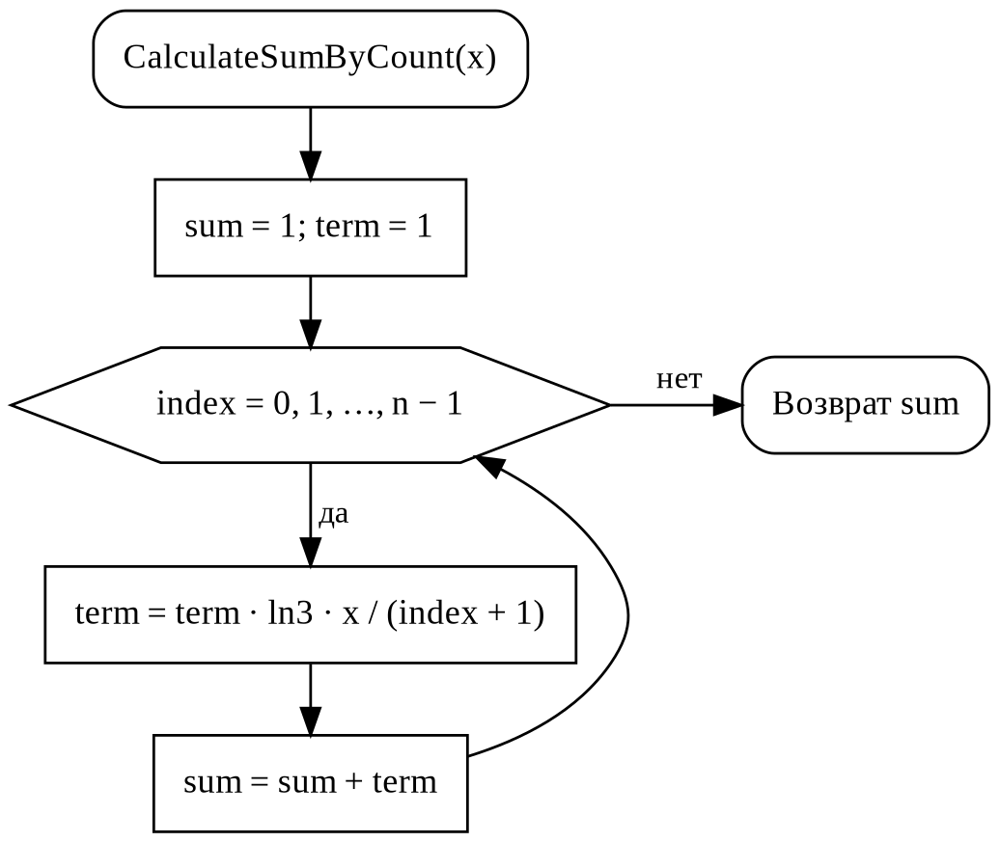 CalculateSumByCount(x)
sum = 1; term = 1
index = 0, 1, …, n − 1
нет
Возврат sum
да
term = term · ln3 · x / (index + 1)
sum = sum + term